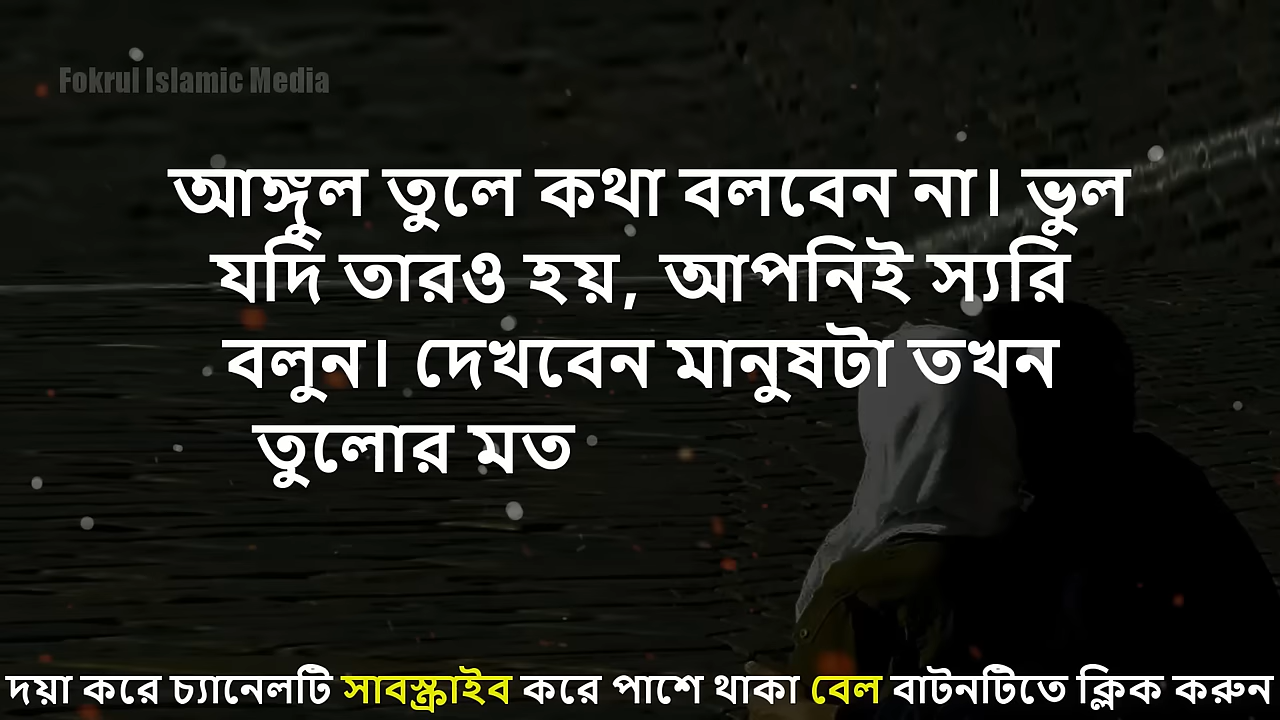 Fokrul Islamic Media
আঙ্গুল তুলে কথা বলবেন না। ভুল
যদি তারও হয়, আপনিই স্যরি
বলুন। দেখবেন মানুষটা তখন
তুলোর মত
দয়া করে চ্যানেলটি সাবস্ক্রাইব করে পাশে থাকা বেল বাটনটিতে ক্লিক করুন